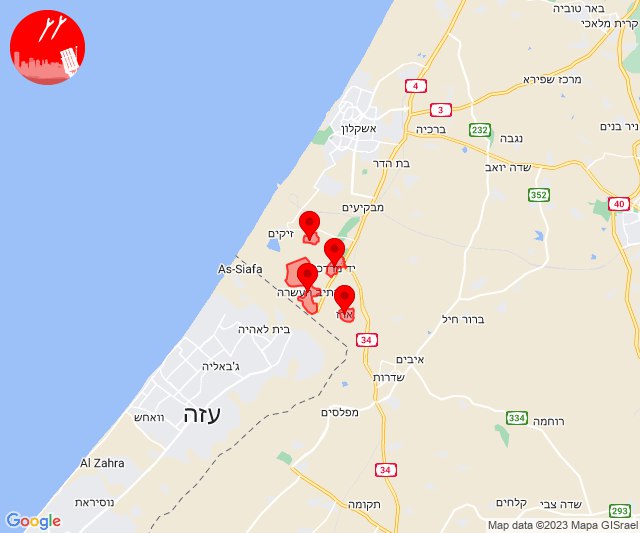 באר טוביה
קרית מלאכי
4
מרכז שפירא
3
אשקלון
ברכיה
232
נגבה
ניר בנים
בת הדר
שדה יואב
352
40
מבקיעים
זיקים
As-Siafa
יד מרדכי
נתיב העשרה
ארז
בית לאהיה
ברור חיל
34
ג'באליה
איבים
שדרות
עזה
וואחש
מפלסים
334
רוחמה
Al Zahra
34
נוסיראת
תקומה
שדה צבי
קלחים
293
Google
Map data ©2023 Mapa GISrael